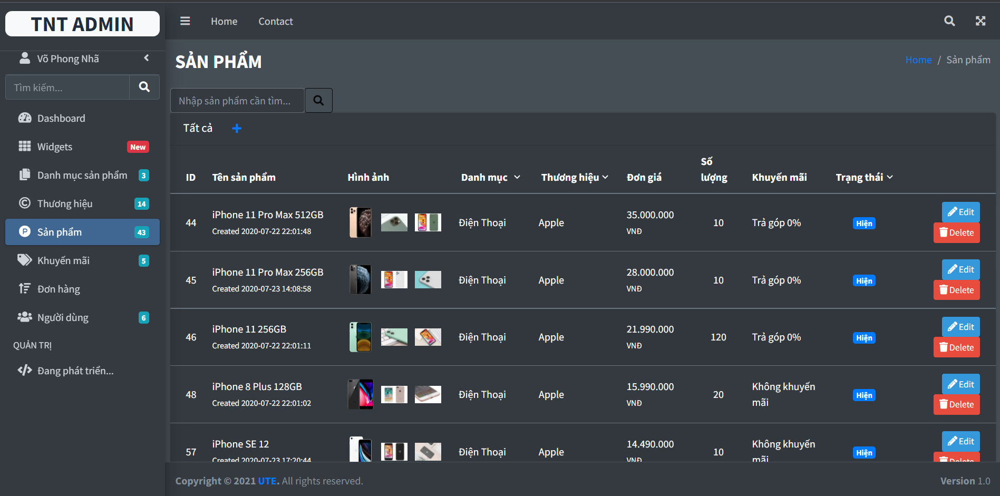 TNT ADMIN
Home
Contact
Võ Phong Nhã
Tìm kiếm...
Dashboard
Widgets
New
Danh mục sản phẩm
3
Thương hiệu
14
Sản phẩm
43
Khuyến mãi
5
Đơn hàng
Người dùng
6
QUẢN TRỊ
Đang phát triển...
SẢN PHẨM
Home / Sản phẩm
Nhập sản phẩm cần tìm...
Tất cả
ID
Tên sản phẩm
Hình ảnh
Danh mục
Thương hiệu
Đơn giá
Số
lượng
Khuyến mãi
Trạng thái
44
iPhone 11 Pro Max 512GB
Created 2020-07-22 22:01:48
Điện Thoại
Apple
35.000.000
VNĐ
10
Trả góp 0%
Hiện
Edit
Delete
45
iPhone 11 Pro Max 256GB
Created 2020-07-23 14:08:58
Điện Thoại
Apple
28.000.000
VNĐ
10
Trả góp 0%
Hiện
Edit
Delete
46
iPhone 11 256GB
Created 2020-07-22 22:01:11
Điện Thoại
Apple
21.990.000
VNĐ
120
Trả góp 0%
Hiện
Edit
Delete
48
iPhone 8 Plus 128GB
Created 2020-07-22 22:01:02
Điện Thoại
Apple
15.990.000
VNĐ
20
Không khuyến
mãi
Hiện
Edit
Delete
57
iPhone SE 12
Created 2020-07-23 17:20:44
Điện Thoại
Apple
14.490.000
VNĐ
10
Không khuyến
mãi
Hiện
Edit
Delete
Copyright © 2021 UTE. All rights reserved.
Version 1.0